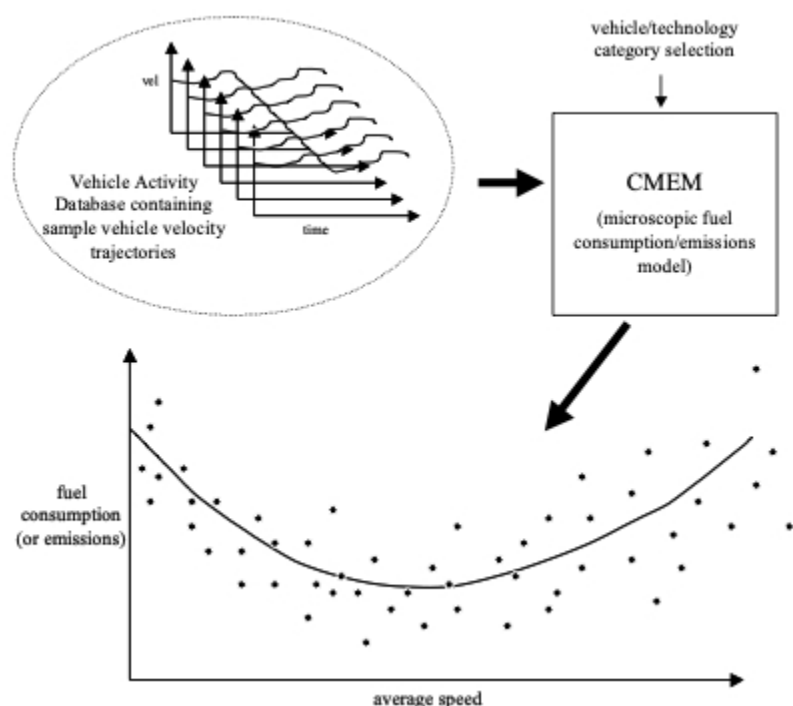 vehicle/technology
category selection
vel
Vehicle Activity
Database containing
sample vehicle velocity
trajectories
time
CMEM
(microscopic fuel
consumption/emissions
model)
fuel
consumption
(or emissions)
average speed